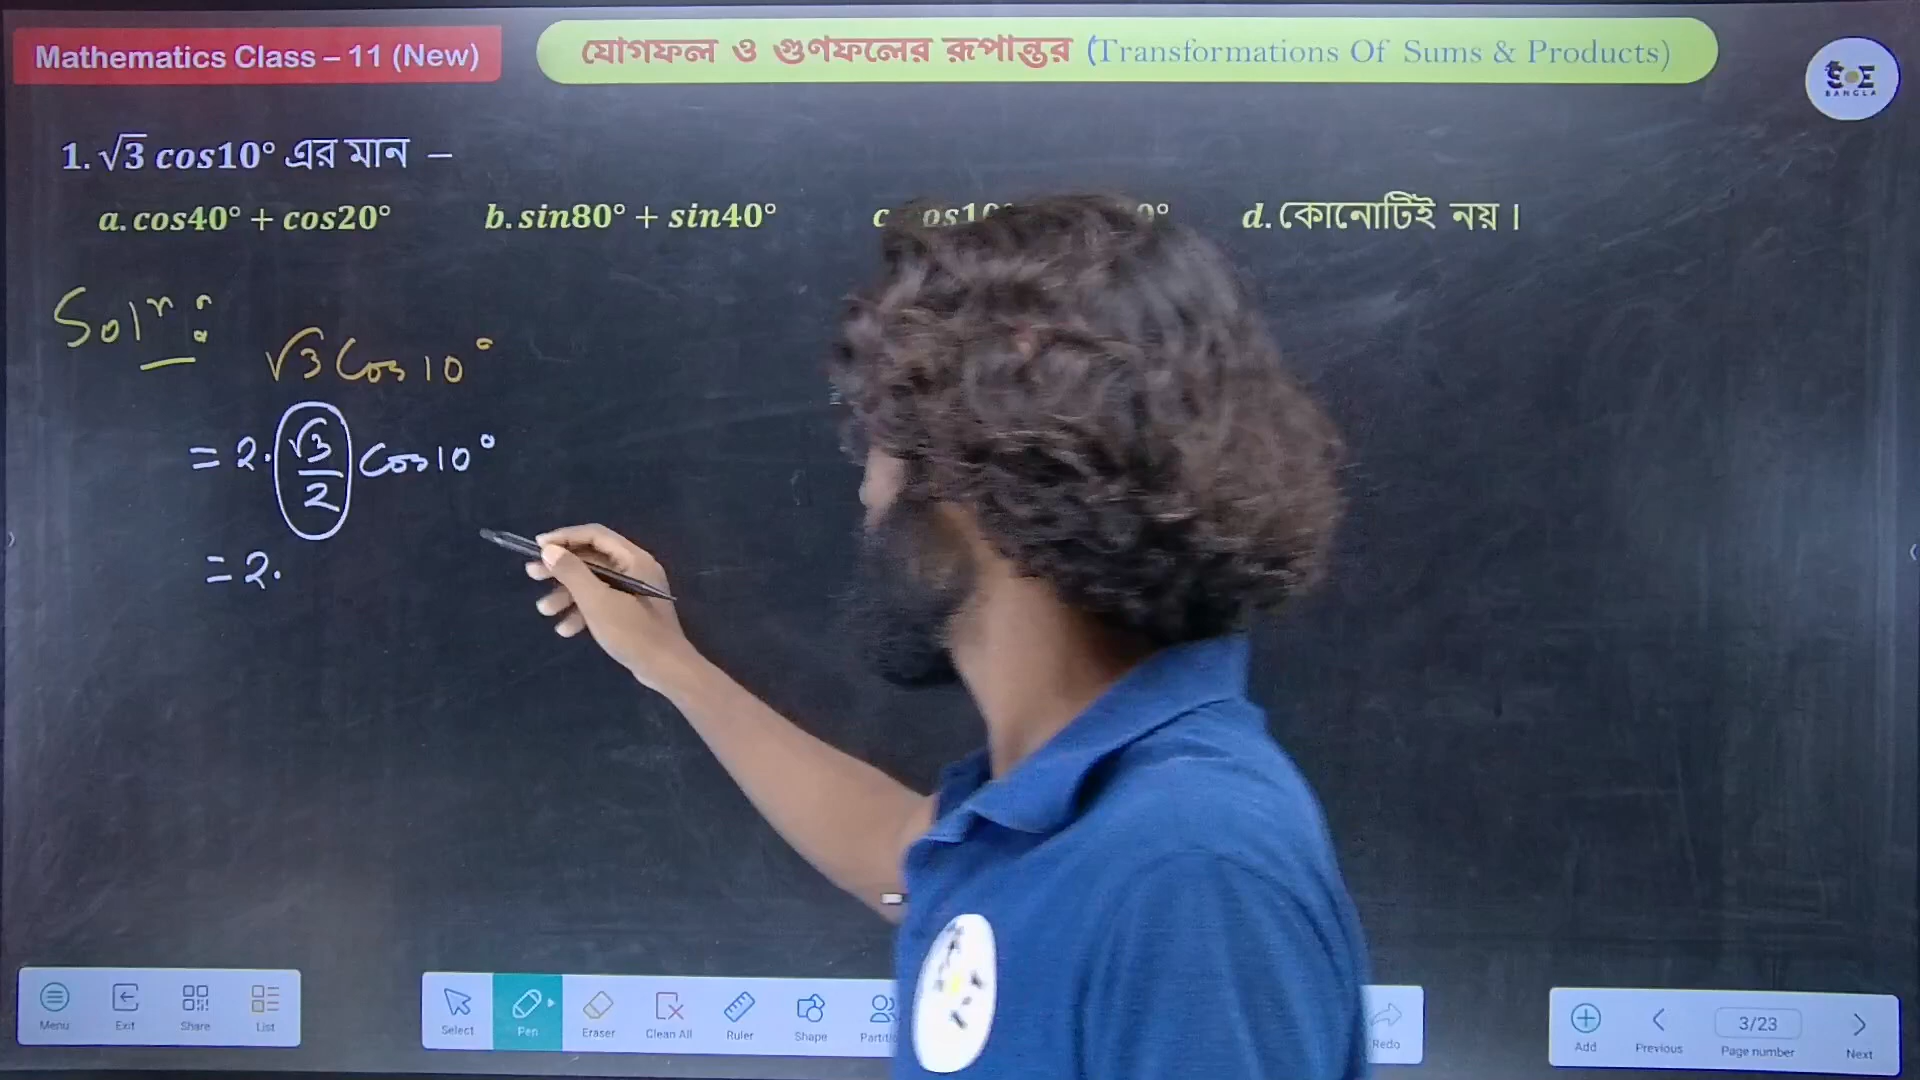 Mathematics Class – 11 (New)
যোগফল ও গুণফলের রূপান্তর (Transformations Of Sums & Products)
SOE
BANGLA
1. √3 cos10° এর মান –
a. cos40° + cos20° b. sin80° + sin40° d. কোনোটিই নয়।
Solⁿ:
√3 Cos 10°
= 2. √3/2 Cos 10°
= 2.
Menu Exit Share List
Select Pen Eraser Clean All Ruler Shape Redo
Add Previous 3/23 Page number Next